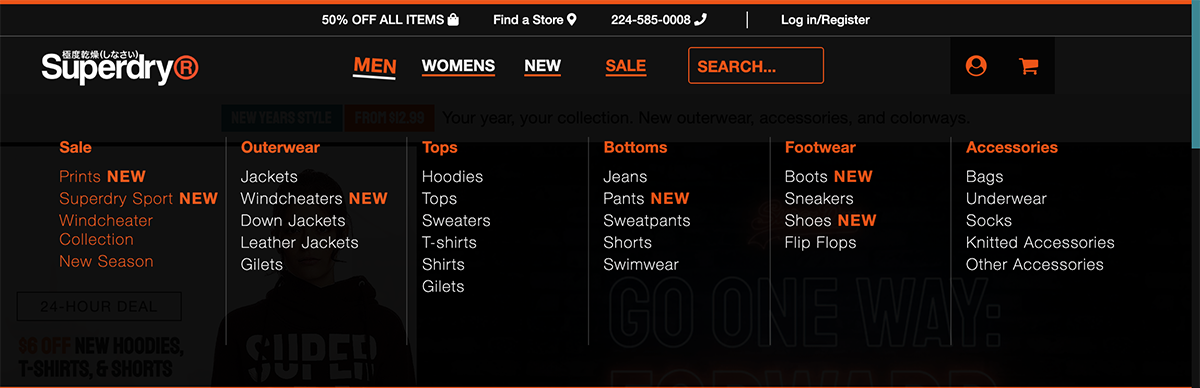 50% OFF ALL ITEMS Find a Store 224-585-0008 Log in/Register
極度乾燥(しなさい)
Superdry® MEN WOMENS NEW SALE SEARCH...
NEW YEARS STYLE FROM $12.99 Your year, your collection. New outerwear, accessories, and colorways.
Sale
Prints NEW
Superdry Sport NEW
Windcheater
Collection
New Season
Outerwear
Jackets
Windcheaters NEW
Down Jackets
Leather Jackets
Gilets
Tops
Hoodies
Tops
Sweaters
T-shirts
Shirts
Gilets
Bottoms
Jeans
Pants NEW
Sweatpants
Shorts
Swimwear
Footwear
Boots NEW
Sneakers
Shoes NEW
Flip Flops
Accessories
Bags
Underwear
Socks
Knitted Accessories
Other Accessories
24-HOUR DEAL
$6 OFF NEW HOODIES,
T-SHIRTS, & SHORTS
SUPER
GO ONE WAY:
FORWARD